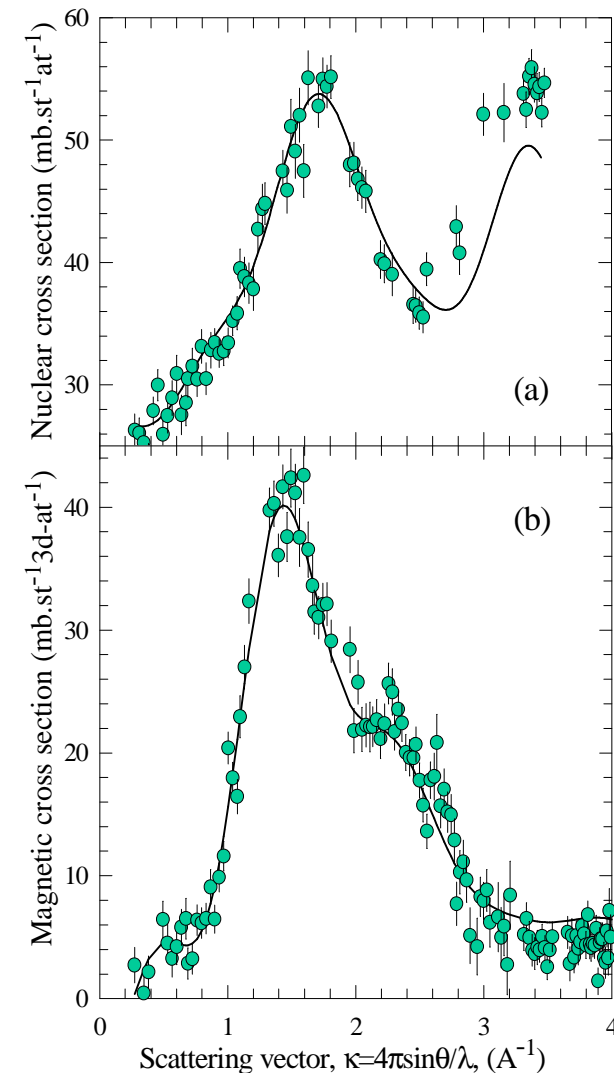 Nuclear cross section (mb.st⁻¹at⁻¹)
60
50
40
30
(a)
Magnetic cross section (mb.st⁻¹3d-at⁻¹)
40
30
20
10
0
(b)
0 1 2 3 4
Scattering vector, κ=4πsinθ/λ, (A⁻¹)